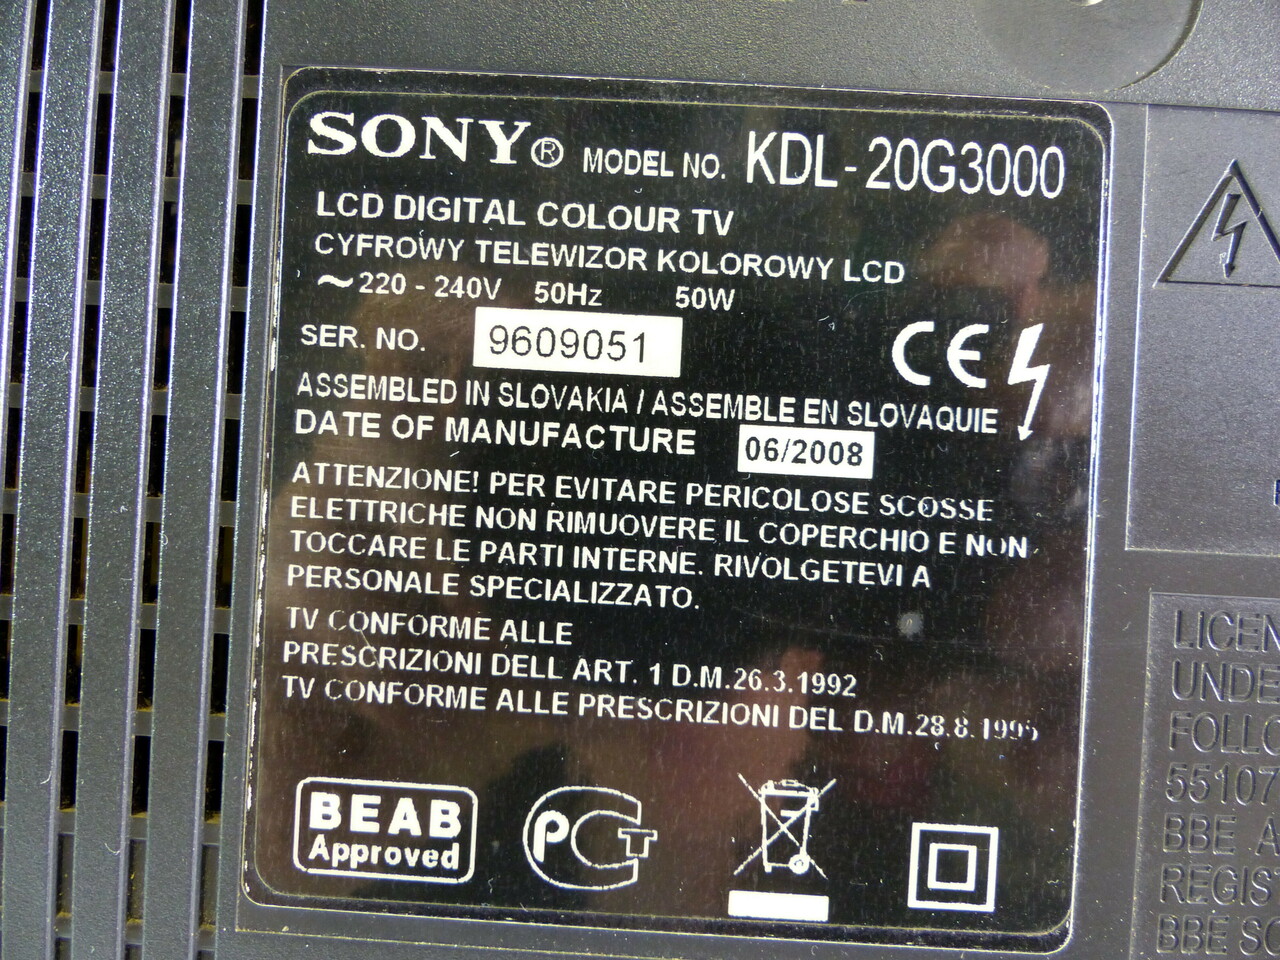 SONY® MODEL NO. KDL-20G3000
LCD DIGITAL COLOUR TV
CYFROWY TELEWIZOR KOLOROWY LCD
~220 - 240V 50Hz 50W
SER. NO. 9609051
CE
ASSEMBLED IN SLOVAKIA / ASSEMBLE EN SLOVAQUIE
DATE OF MANUFACTURE 06/2008
ATTENZIONE! PER EVITARE PERICOLOSE SCOSSE
ELETTRICHE NON RIMUOVERE IL COPERCHIO E NON
TOCCARE LE PARTI INTERNE. RIVOLGETEVI A
PERSONALE SPECIALIZZATO.
TV CONFORME ALLE
PRESCRIZIONI DELL ART. 1 D.M.26.3.1992
TV CONFORME ALLE PRESCRIZIONI DEL D.M.28.8.1995
BEAB
Approved
PCT
LICEN
UNDE
FOLLO
55107
BBE A
REGIS
BBE SO